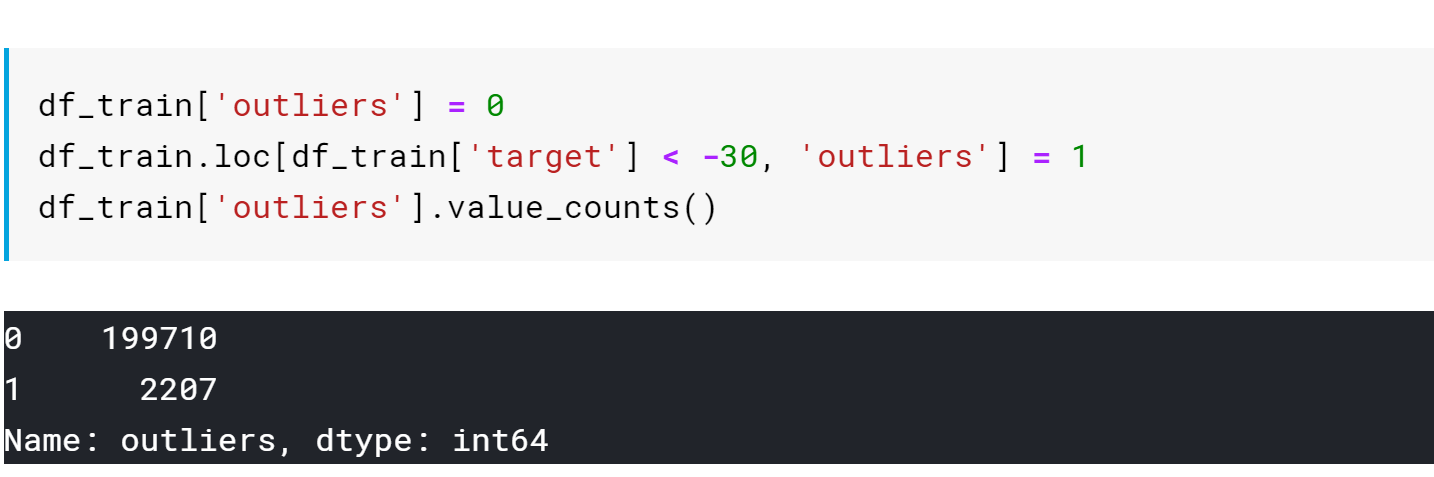 df_train['outliers'] = 0
df_train.loc[df_train['target'] < -30, 'outliers'] = 1
df_train['outliers'].value_counts()
0    199710
1      2207
Name: outliers, dtype: int64